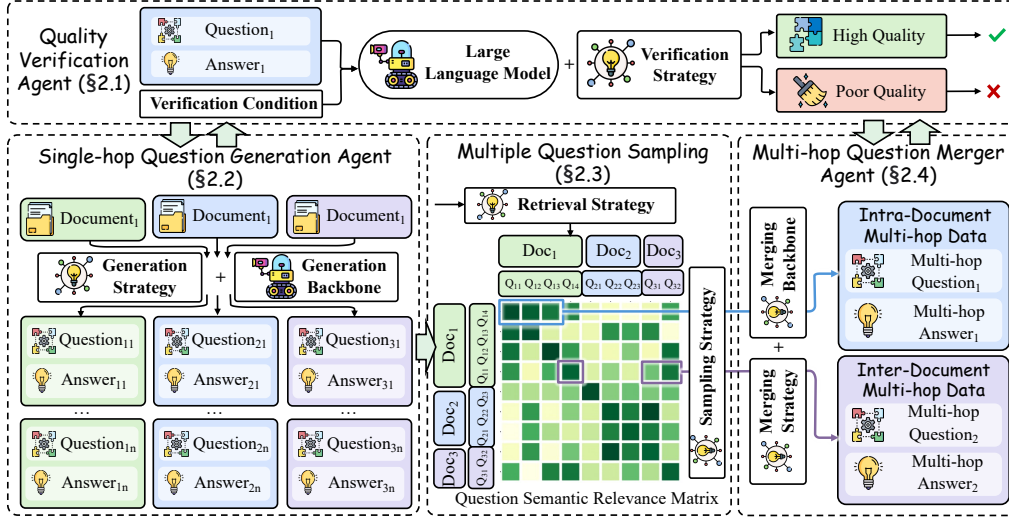 Quality
Verification
Agent (§2.1)
Question1
Answer1
Verification Condition
Large
Language Model
+
Verification
Strategy
High Quality
Poor Quality
Single-hop Question Generation Agent
(§2.2)
Document1
Document1
Document1
Generation
Strategy
+
Generation
Backbone
Question11
Answer11
Question21
Answer21
Question31
Answer31
...
...
...
Question1n
Answer1n
Question2n
Answer2n
Question3n
Answer3n
Multiple Question Sampling
(§2.3)
Retrieval Strategy
Doc1
Doc2
Doc3
Q11 Q12 Q13 Q14 Q21 Q22 Q23 Q31 Q32
Doc1
Doc2
Doc3
Q14
Q13
Q12
Q11
Q23
Q22
Q21
Q32
Q31
Sampling Strategy
Question Semantic Relevance Matrix
Multi-hop Question Merger
Agent (§2.4)
Merging
Backbone
+
Merging
Strategy
Intra-Document
Multi-hop Data
Multi-hop
Question1
Multi-hop
Answer1
Inter-Document
Multi-hop Data
Multi-hop
Question2
Multi-hop
Answer2